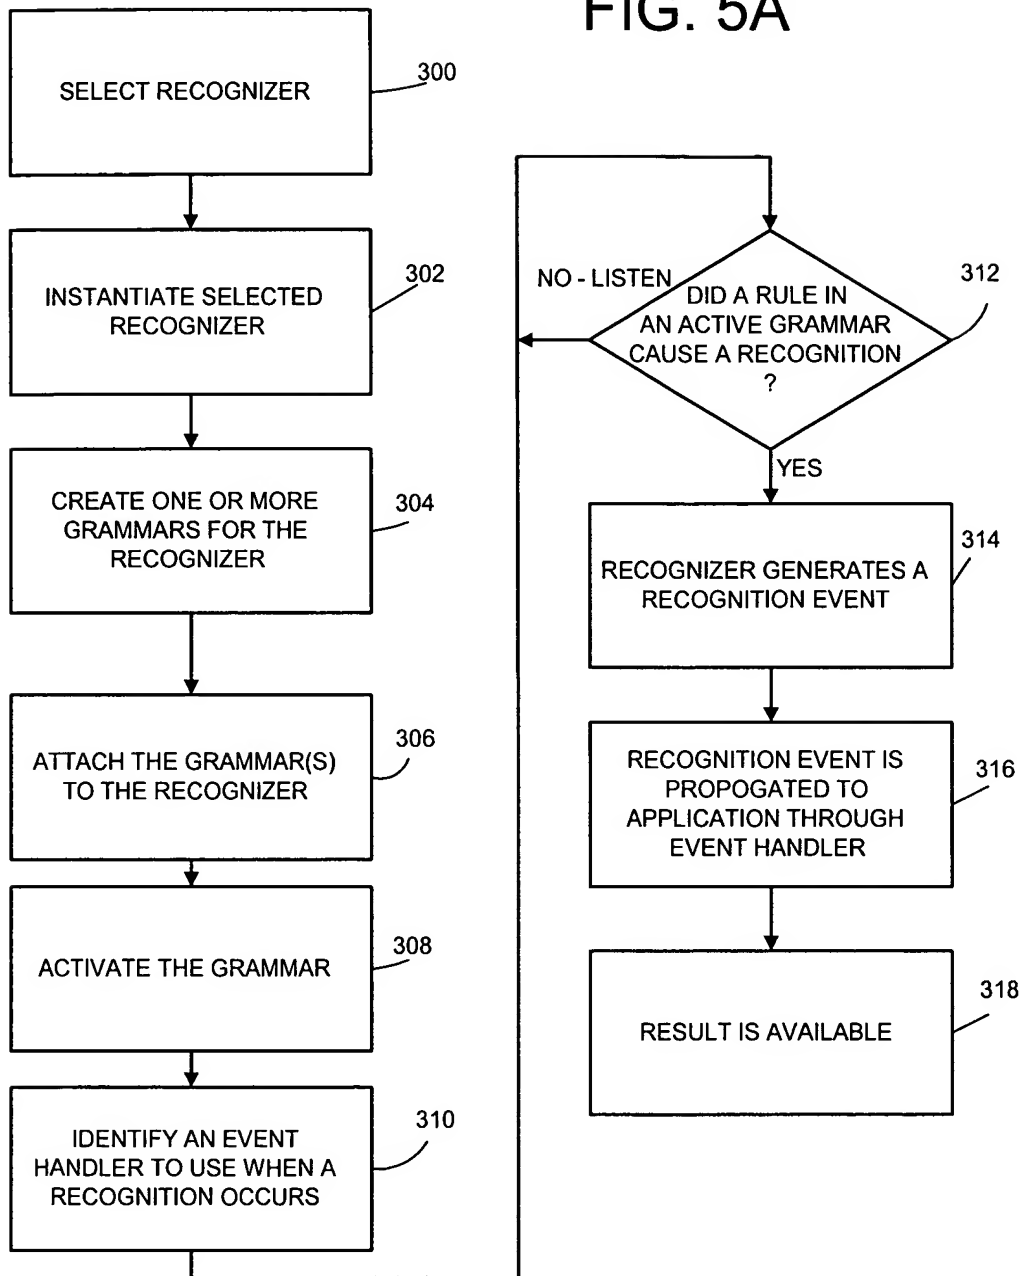 FIG. 5A
SELECT RECOGNIZER
300
INSTANTIATE SELECTED
RECOGNIZER
302
CREATE ONE OR MORE
GRAMMARS FOR THE
RECOGNIZER
304
ATTACH THE GRAMMAR(S)
TO THE RECOGNIZER
306
ACTIVATE THE GRAMMAR
308
IDENTIFY AN EVENT
HANDLER TO USE WHEN A
RECOGNITION OCCURS
310
NO - LISTEN
DID A RULE IN
AN ACTIVE GRAMMAR
CAUSE A RECOGNITION
?
312
YES
RECOGNIZER GENERATES A
RECOGNITION EVENT
314
RECOGNITION EVENT IS
PROPOGATED TO
APPLICATION THROUGH
EVENT HANDLER
316
RESULT IS AVAILABLE
318